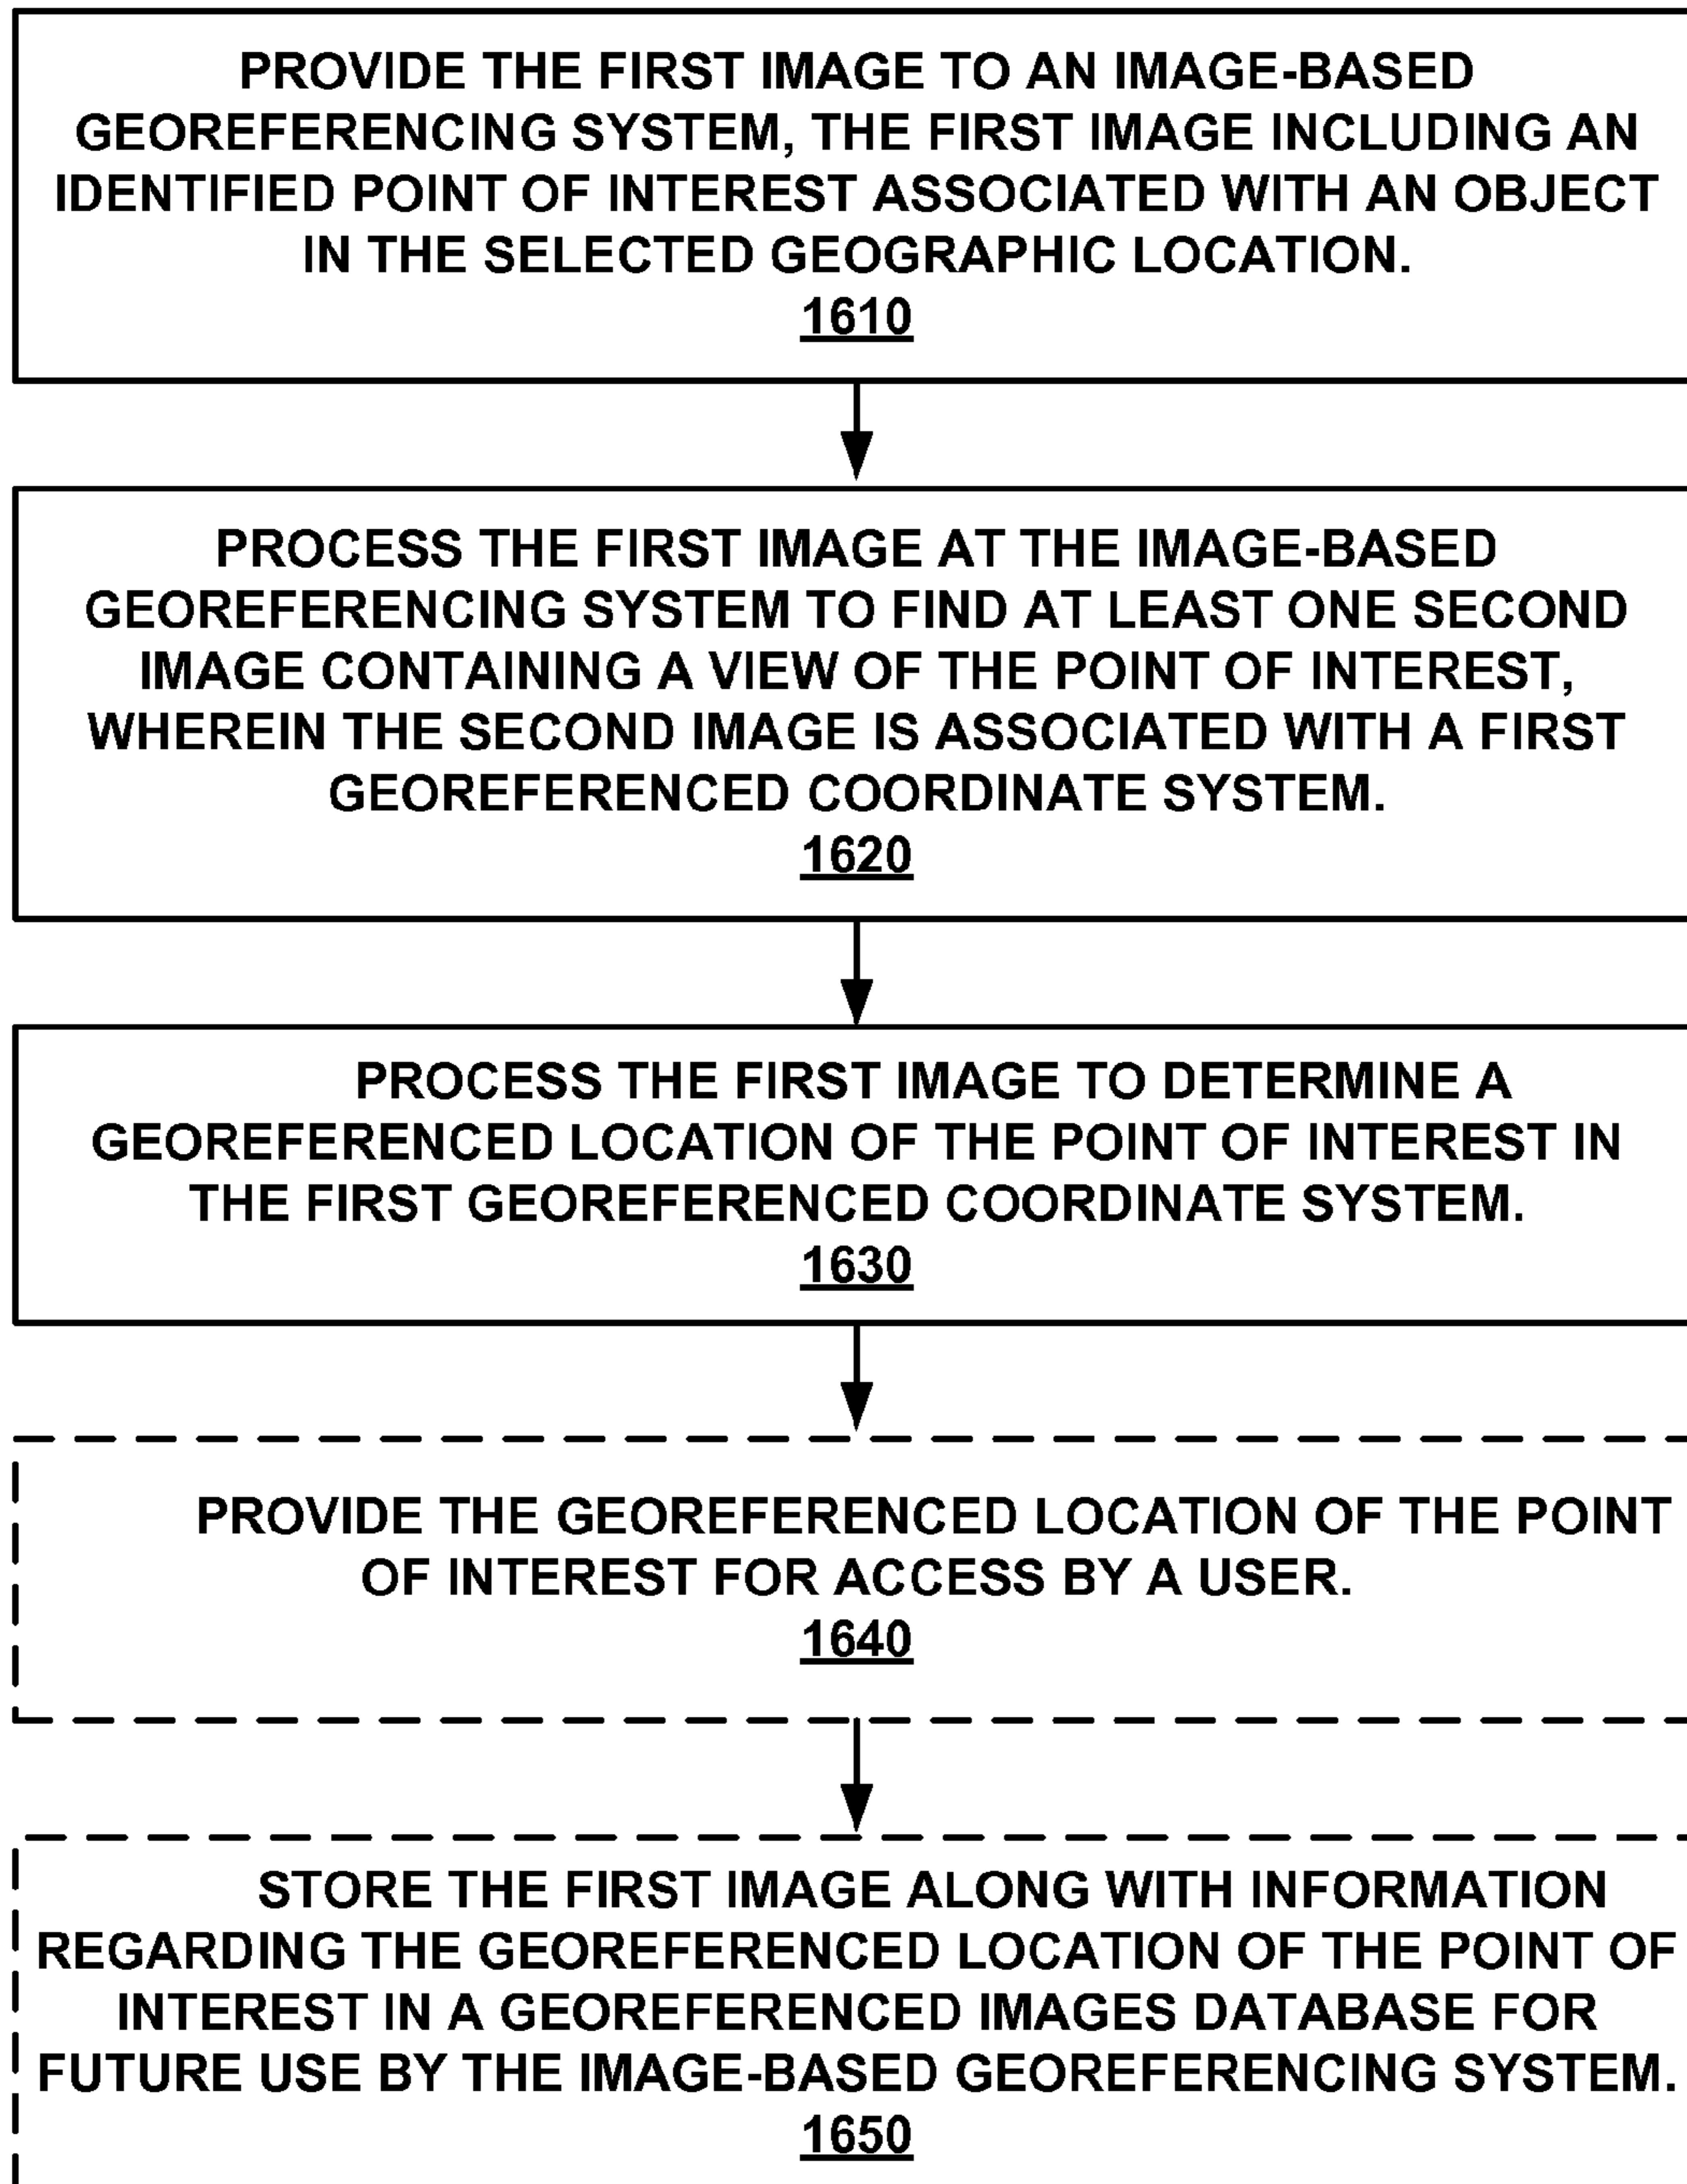 PROVIDE THE FIRST IMAGE TO AN IMAGE-BASED
GEOREFERENCING SYSTEM, THE FIRST IMAGE INCLUDING AN
IDENTIFIED POINT OF INTEREST ASSOCIATED WITH AN OBJECT
IN THE SELECTED GEOGRAPHIC LOCATION.
1610
PROCESS THE FIRST IMAGE AT THE IMAGE-BASED
GEOREFERENCING SYSTEM TO FIND AT LEAST ONE SECOND
IMAGE CONTAINING A VIEW OF THE POINT OF INTEREST,
WHEREIN THE SECOND IMAGE IS ASSOCIATED WITH A FIRST
GEOREFERENCED COORDINATE SYSTEM.
1620
PROCESS THE FIRST IMAGE TO DETERMINE A
GEOREFERENCED LOCATION OF THE POINT OF INTEREST IN
THE FIRST GEOREFERENCED COORDINATE SYSTEM.
1630
PROVIDE THE GEOREFERENCED LOCATION OF THE POINT
OF INTEREST FOR ACCESS BY A USER.
1640
STORE THE FIRST IMAGE ALONG WITH INFORMATION
REGARDING THE GEOREFERENCED LOCATION OF THE POINT OF
INTEREST IN A GEOREFERENCED IMAGES DATABASE FOR
FUTURE USE BY THE IMAGE-BASED GEOREFERENCING SYSTEM.
1650